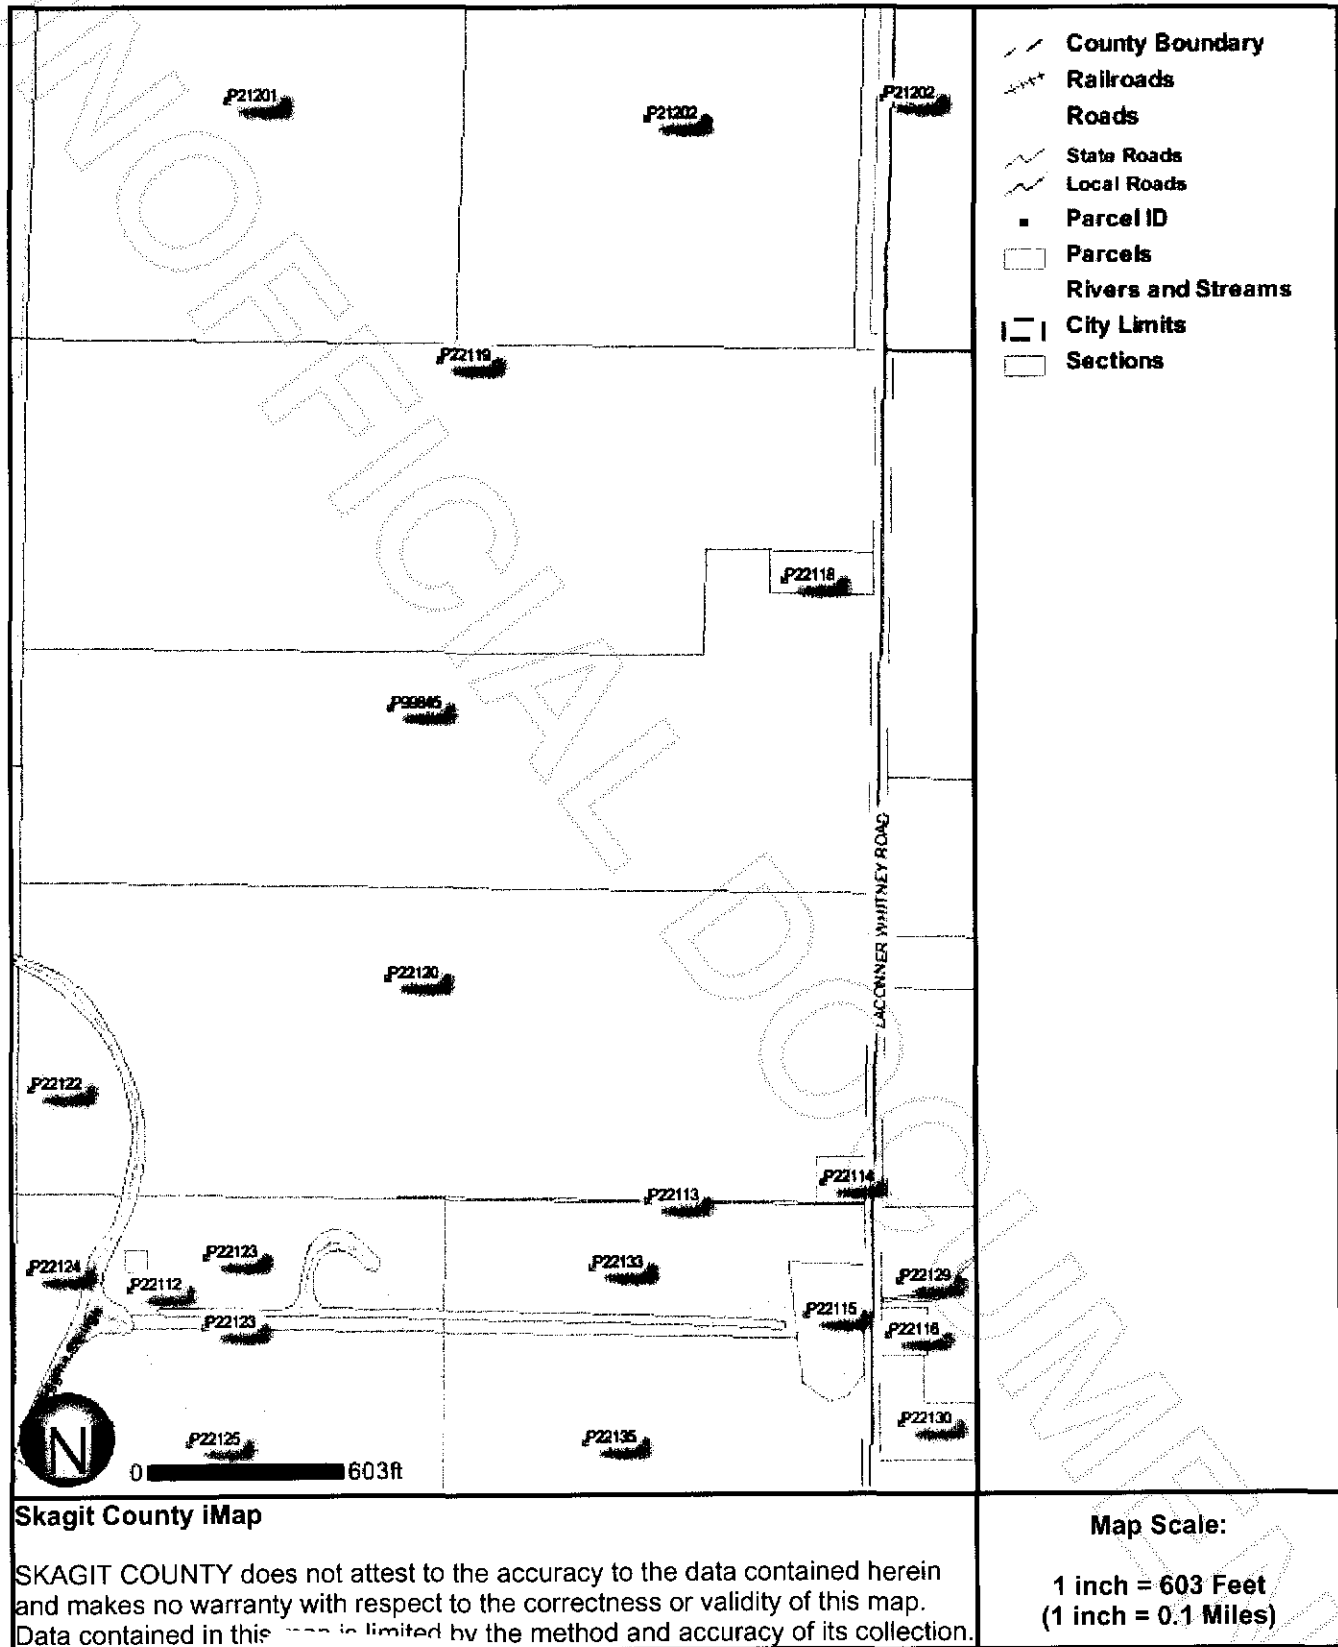 UNOFFICIAL DOCUMENT
P21201
P21202
P21202
P22119
P22118
P99845
LACONNER WHITNEY ROAD
P22120
P22122
P22114
P22113
P22123
P22133
P22124
P22112
P22129
P22115
P22123
P22116
P22130
P22125
P22135
N
0 603ft
County Boundary
Railroads
Roads
State Roads
Local Roads
Parcel ID
Parcels
Rivers and Streams
City Limits
Sections
Skagit County iMap
SKAGIT COUNTY does not attest to the accuracy to the data contained herein
and makes no warranty with respect to the correctness or validity of this map.
Data contained in this map is limited by the method and accuracy of its collection.
Map Scale:
1 inch = 603 Feet
(1 inch = 0.1 Miles)